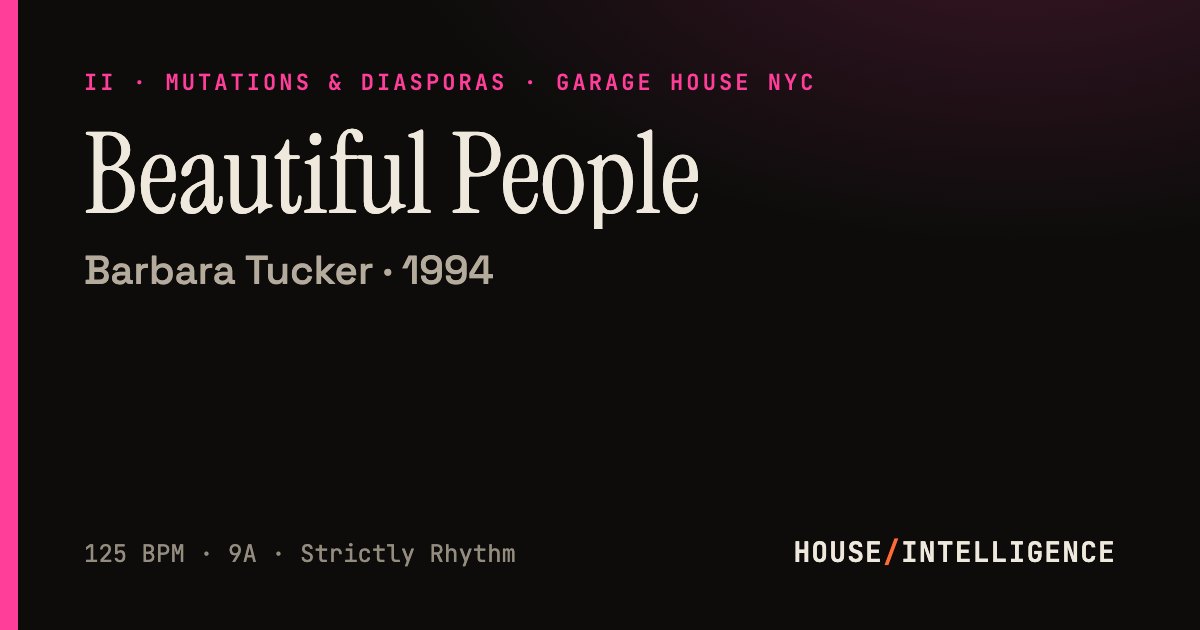 II · MUTATIONS & DIASPORAS · GARAGE HOUSE NYC
Beautiful People
Barbara Tucker · 1994
125 BPM · 9A · Strictly Rhythm
HOUSE/INTELLIGENCE